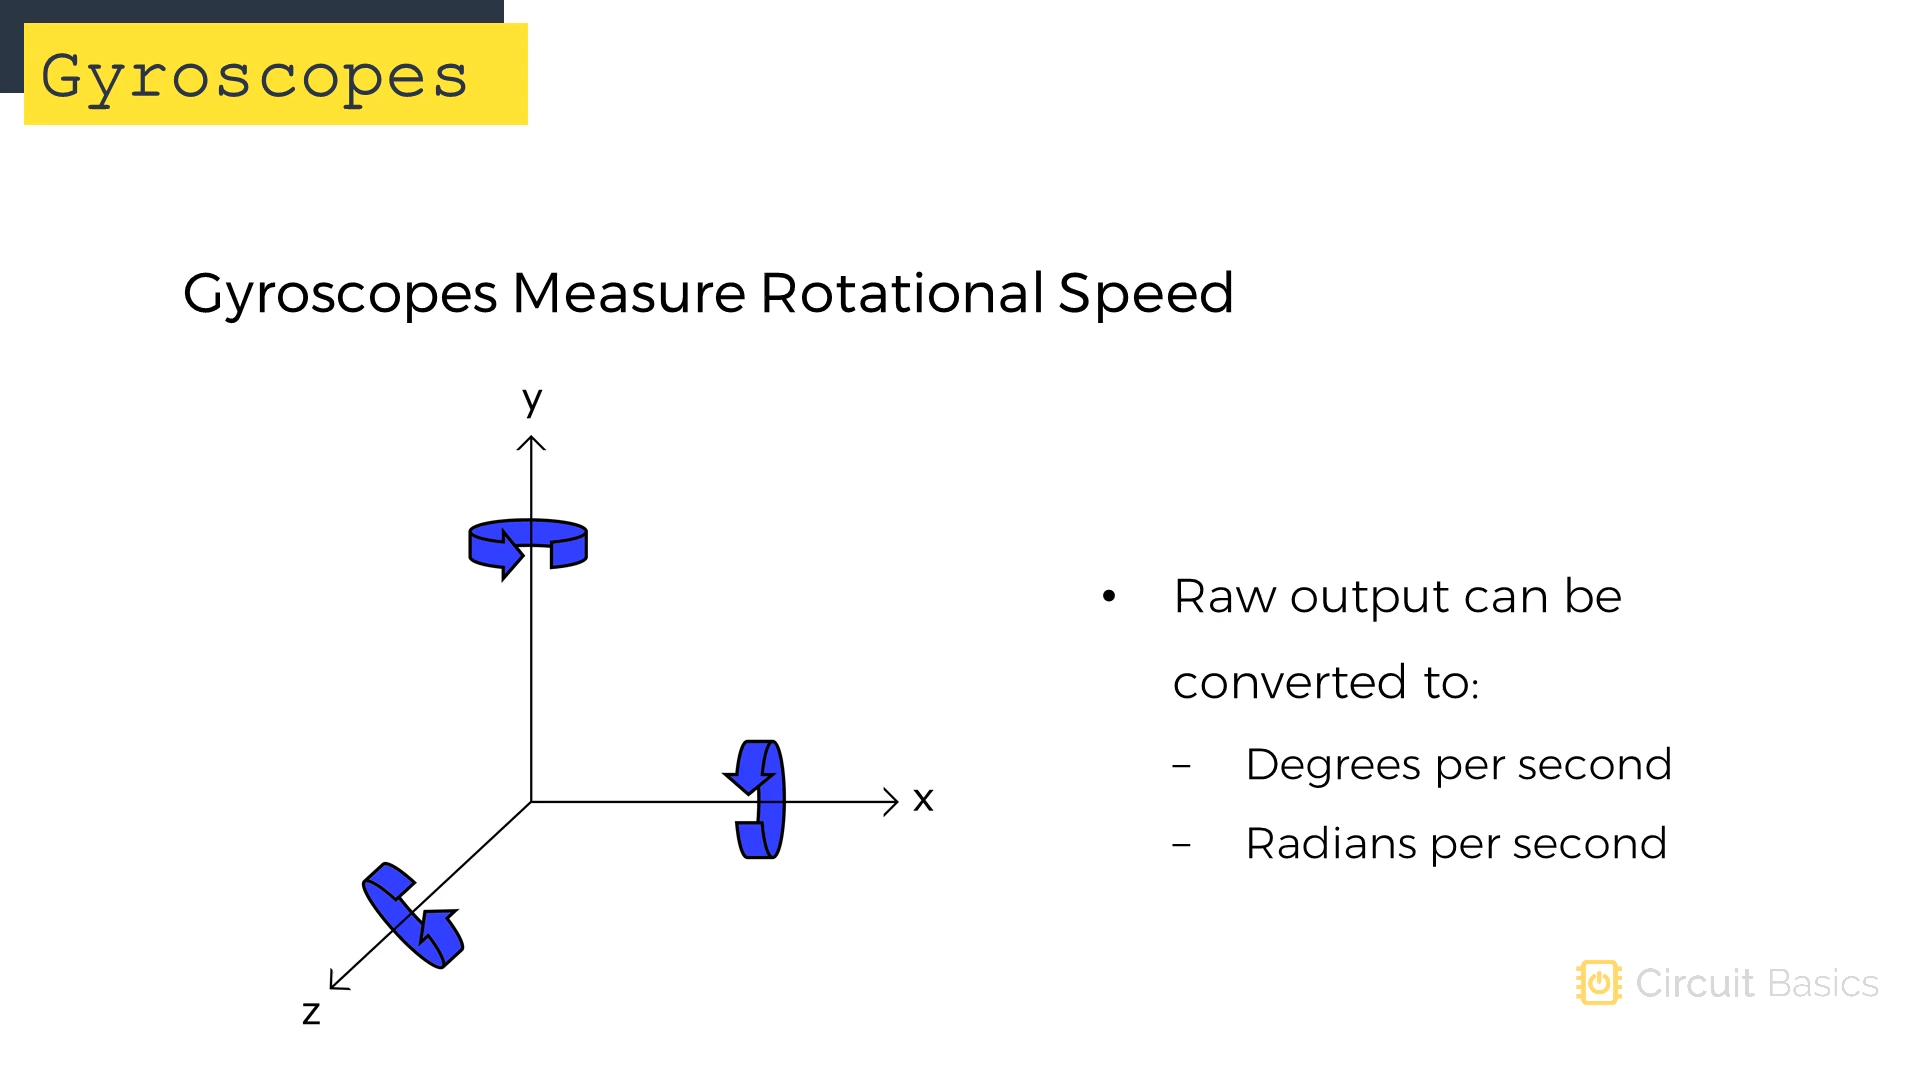 Gyroscopes
Gyroscopes Measure Rotational Speed
y
x
z
• Raw output can be
converted to:
– Degrees per second
– Radians per second
Circuit Basics